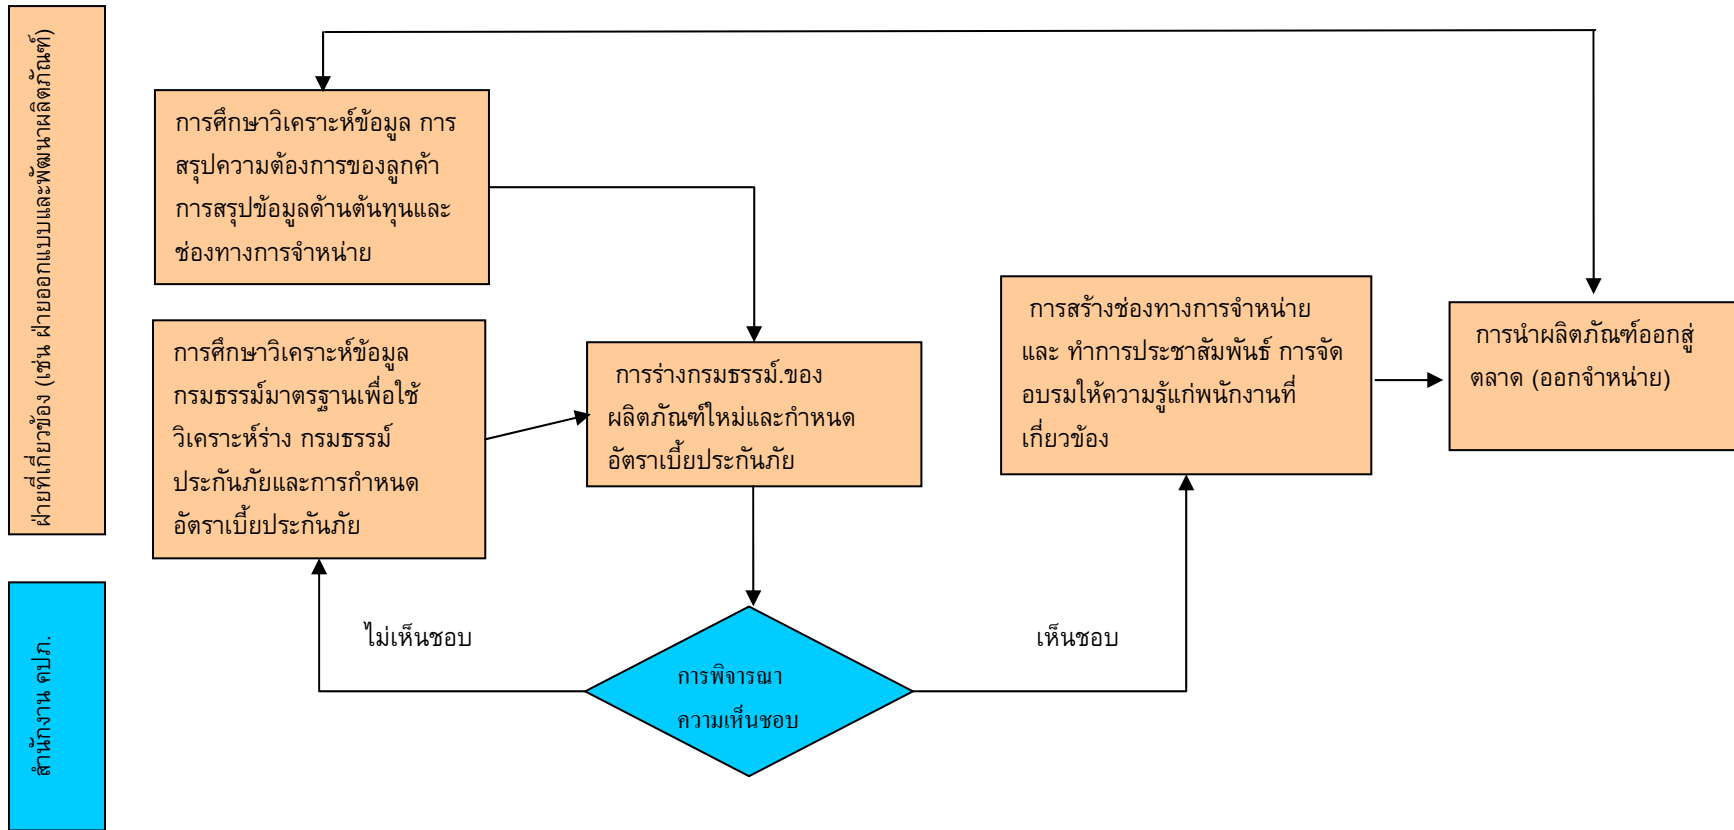 ฝ่ายที่เกี่ยวข้อง (เช่น ฝ่ายออกแบบและพัฒนาผลิตภัณฑ์)
การศึกษาวิเคราะห์ข้อมูล การ
สรุปความต้องการของลูกค้า
การสรุปข้อมูลด้านต้นทุนและ
ช่องทางการจำหน่าย
การศึกษาวิเคราะห์ข้อมูล
กรมธรรม์มาตรฐานเพื่อใช้
วิเคราะห์ร่าง กรมธรรม์
ประกันภัยและการกำหนด
อัตราเบี้ยประกันภัย
การร่างกรมธรรม์.ของ
ผลิตภัณฑ์ใหม่และกำหนด
อัตราเบี้ยประกันภัย
การสร้างช่องทางการจำหน่าย
และ ทำการประชาสัมพันธ์ การจัด
อบรมให้ความรู้แก่พนักงานที่
เกี่ยวข้อง
การนำผลิตภัณฑ์ออกสู่
ตลาด (ออกจำหน่าย)
สำนักงาน คปภ.
ไม่เห็นชอบ
การพิจารณา
ความเห็นชอบ
เห็นชอบ